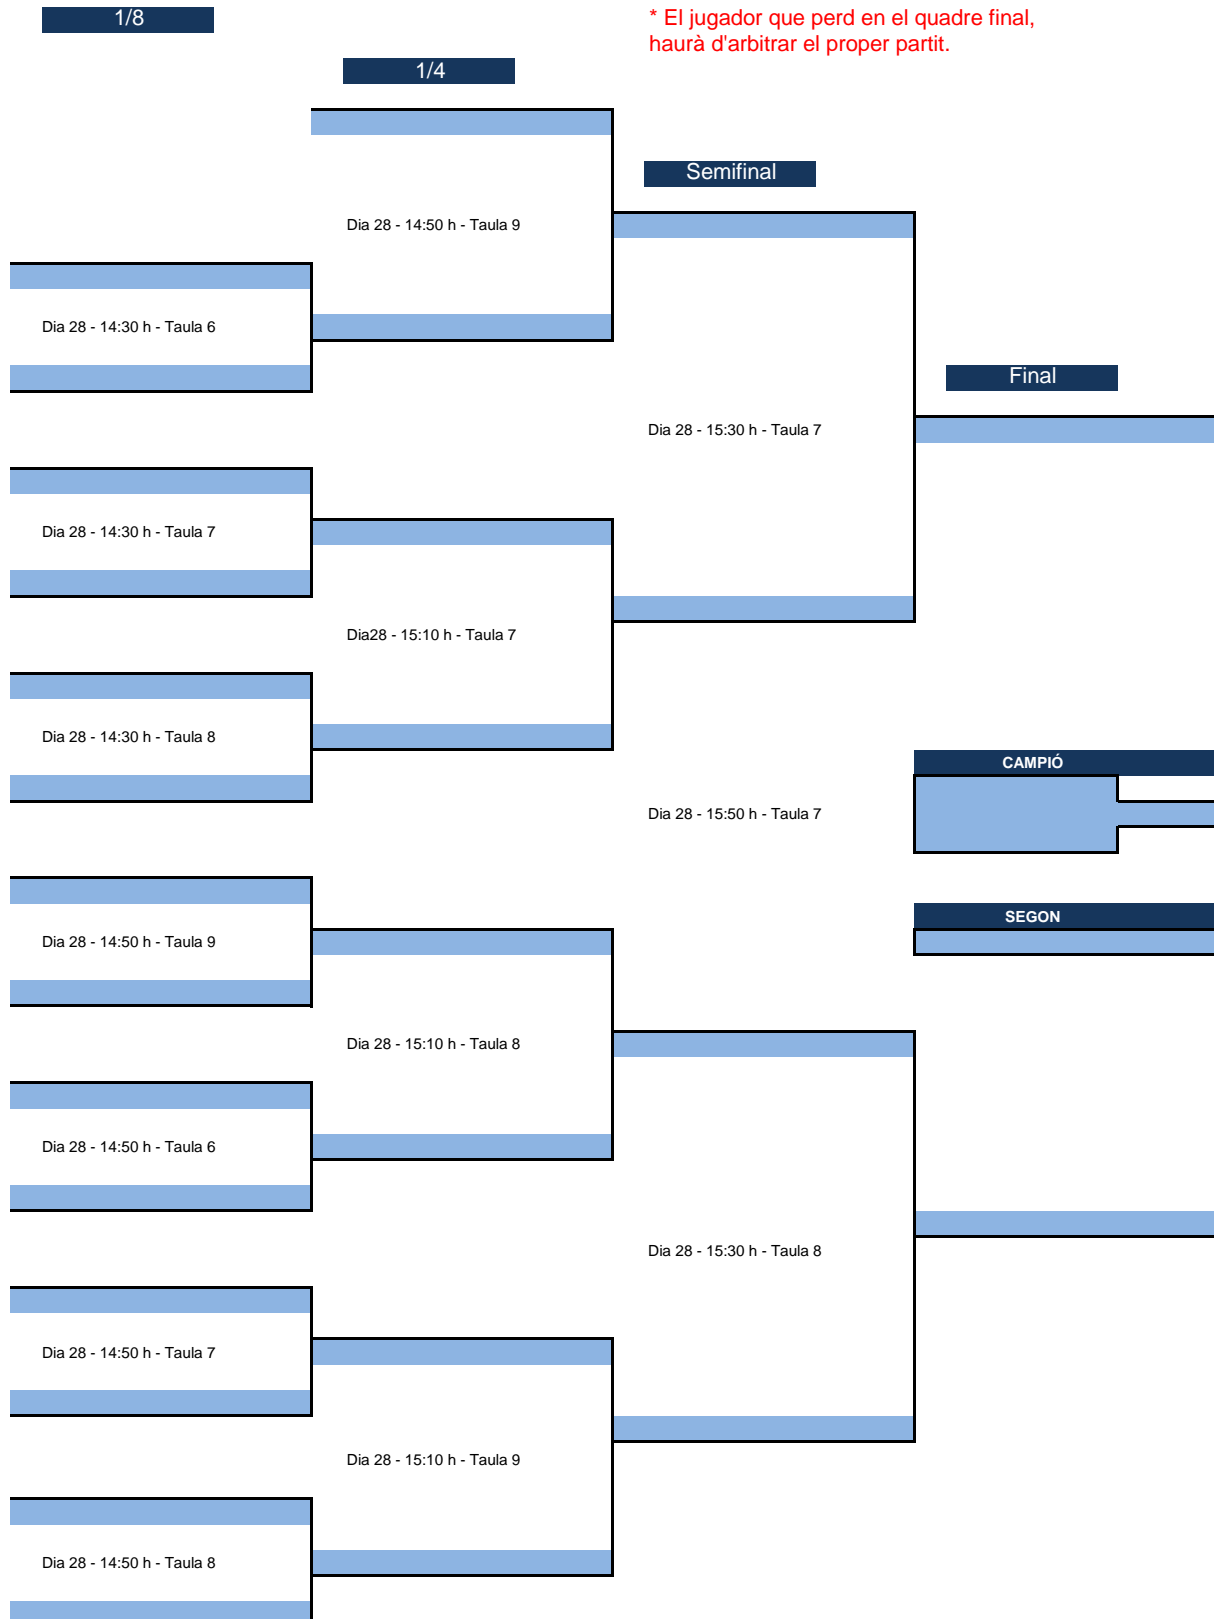 1/8
* El jugador que perd en el quadre final,
haurà d'arbitrar el proper partit.
1/4
Semifinal
Dia 28 - 14:50 h - Taula 9
Dia 28 - 14:30 h - Taula 6
Final
Dia 28 - 15:30 h - Taula 7
Dia 28 - 14:30 h - Taula 7
Dia28 - 15:10 h - Taula 7
Dia 28 - 14:30 h - Taula 8
CAMPIÓ
Dia 28 - 15:50 h - Taula 7
SEGON
Dia 28 - 14:50 h - Taula 9
Dia 28 - 15:10 h - Taula 8
Dia 28 - 14:50 h - Taula 6
Dia 28 - 15:30 h - Taula 8
Dia 28 - 14:50 h - Taula 7
Dia 28 - 15:10 h - Taula 9
Dia 28 - 14:50 h - Taula 8